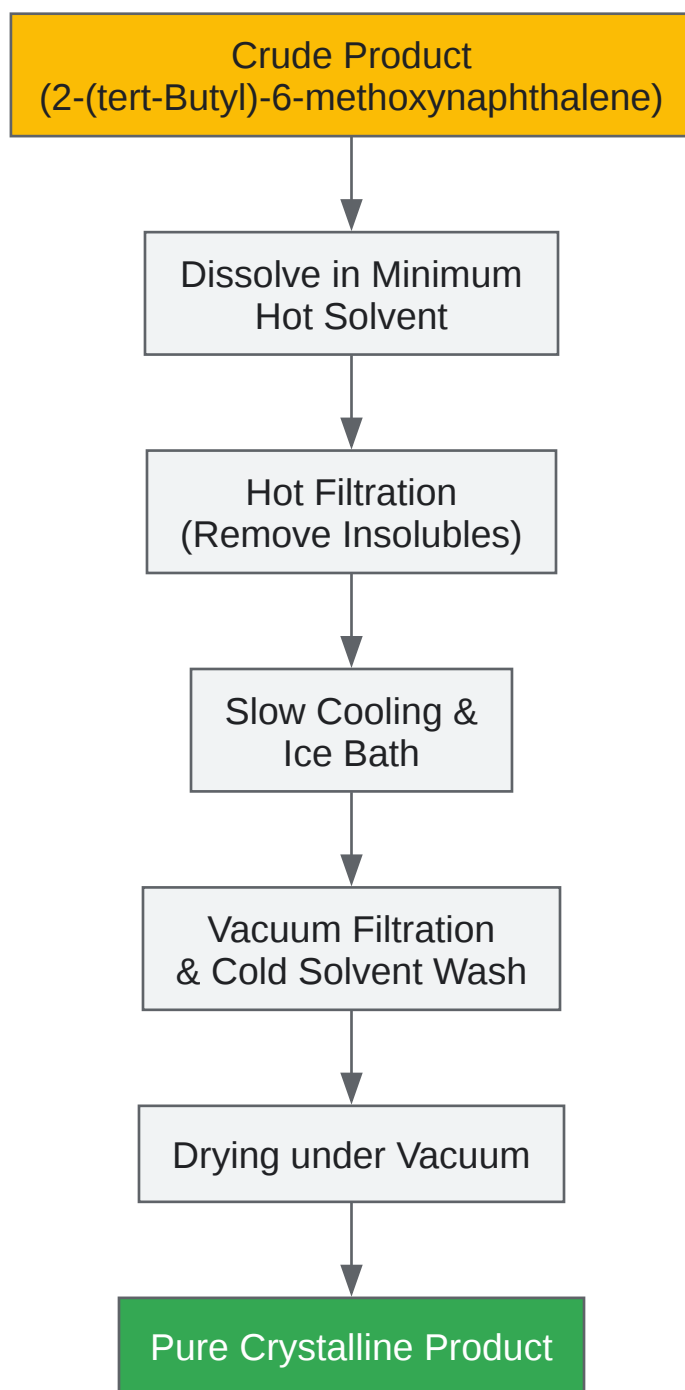 Crude Product
(2-(tert-Butyl)-6-methoxynaphthalene)
Dissolve in Minimum
Hot Solvent
Hot Filtration
(Remove Insolubles)
Slow Cooling &
Ice Bath
Vacuum Filtration
& Cold Solvent Wash
Drying under Vacuum
Pure Crystalline Product